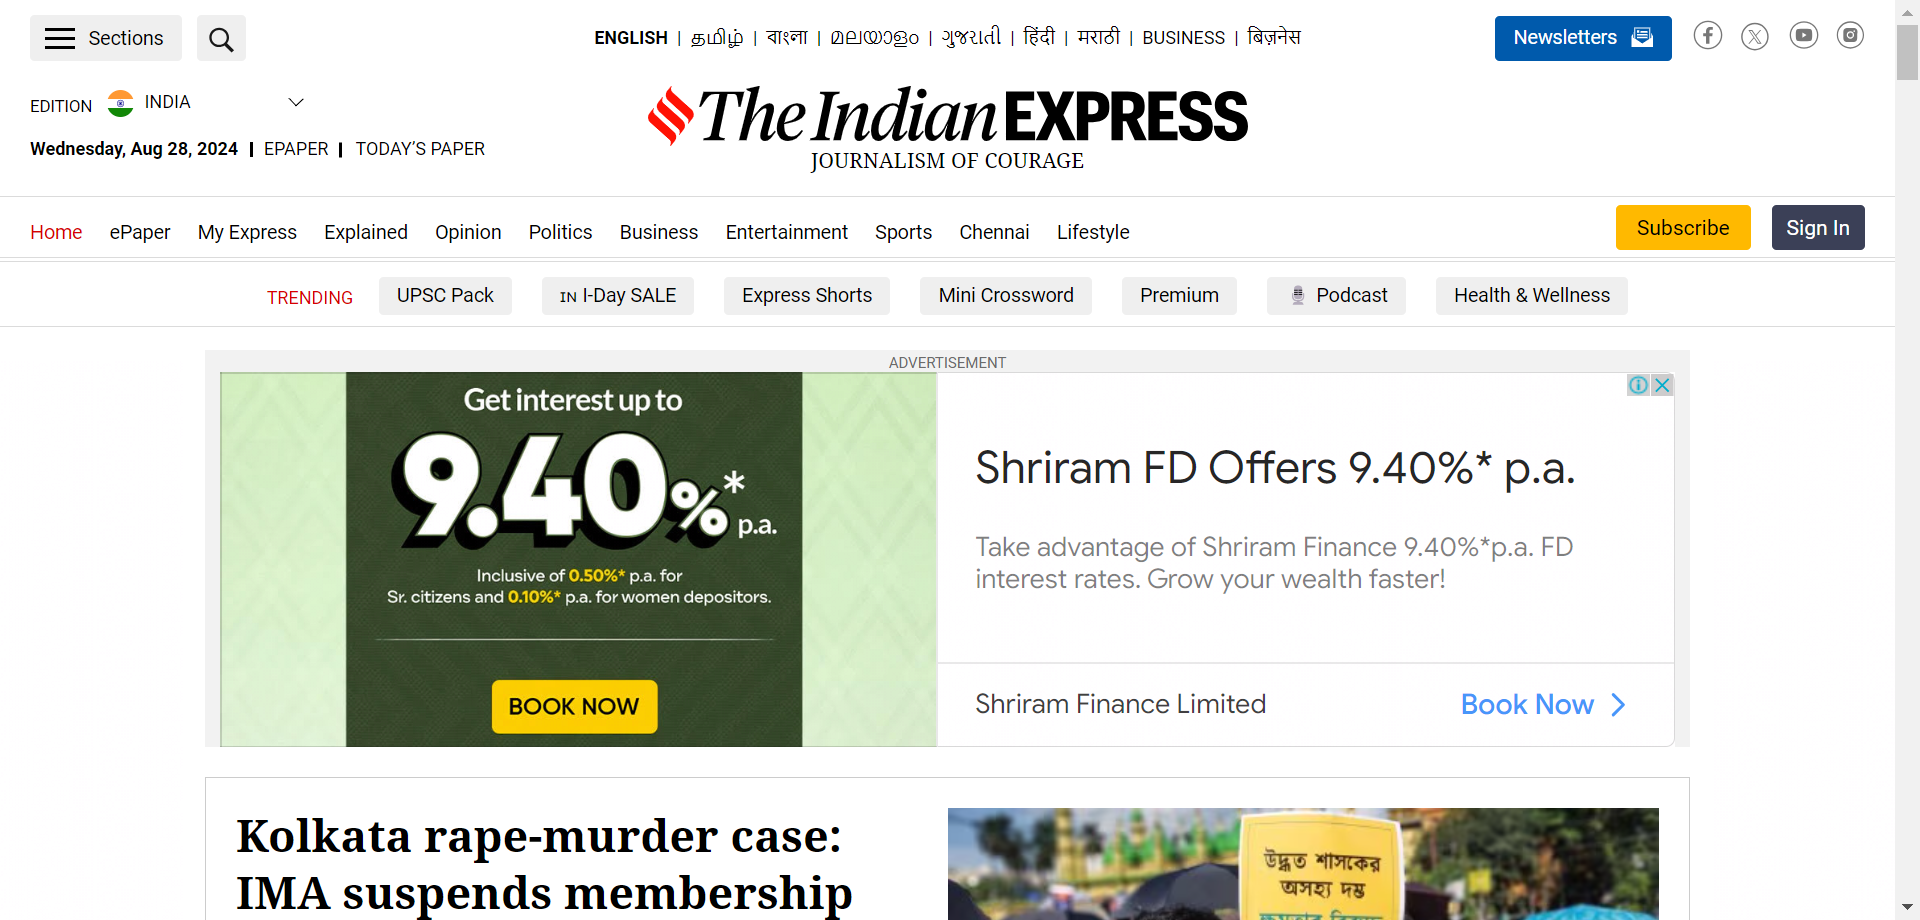 Sections
ENGLISH | தமிழ் | বাংলা | മലയാളം | ગુજરાતી | हिंदी | मराठी | BUSINESS | बिज़नेस
Newsletters
EDITION INDIA
The Indian EXPRESS
JOURNALISM OF COURAGE
Wednesday, Aug 28, 2024 | EPAPER | TODAY’S PAPER
Home ePaper My Express Explained Opinion Politics Business Entertainment Sports Chennai Lifestyle
Subscribe Sign In
TRENDING UPSC Pack IN I-Day SALE Express Shorts Mini Crossword Premium Podcast Health & Wellness
ADVERTISEMENT
Get interest up to
9.40%* p.a.
Inclusive of 0.50%* p.a. for
Sr. citizens and 0.10%* p.a. for women depositors.
BOOK NOW
Shriram FD Offers 9.40%* p.a.
Take advantage of Shriram Finance 9.40%*p.a. FD
interest rates. Grow your wealth faster!
Shriram Finance Limited
Book Now
Kolkata rape-murder case:
IMA suspends membership
উদ্ধত শাসকের
অসহ্য দম্ভ